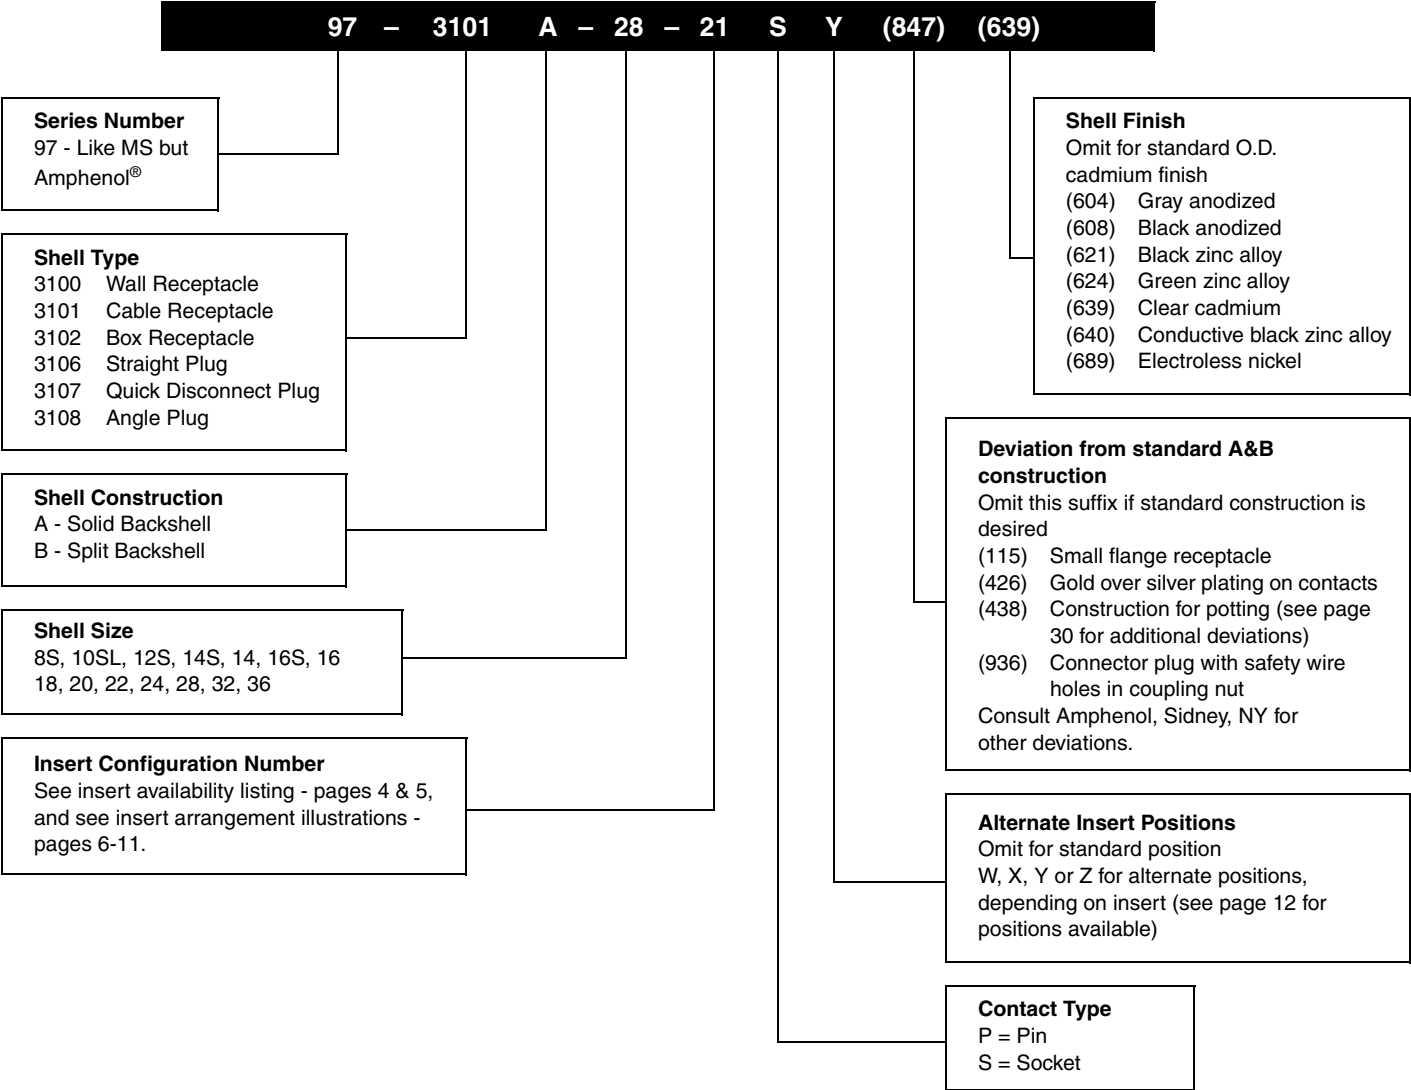 97 – 3101 A – 28 – 21 S Y (847) (639)
Series Number
97 - Like MS but
Amphenol®
Shell Type
3100 Wall Receptacle
3101 Cable Receptacle
3102 Box Receptacle
3106 Straight Plug
3107 Quick Disconnect Plug
3108 Angle Plug
Shell Construction
A - Solid Backshell
B - Split Backshell
Shell Size
8S, 10SL, 12S, 14S, 14, 16S, 16
18, 20, 22, 24, 28, 32, 36
Insert Configuration Number
See insert availability listing - pages 4 & 5,
and see insert arrangement illustrations -
pages 6-11.
Shell Finish
Omit for standard O.D.
cadmium finish
(604) Gray anodized
(608) Black anodized
(621) Black zinc alloy
(624) Green zinc alloy
(639) Clear cadmium
(640) Conductive black zinc alloy
(689) Electroless nickel
Deviation from standard A&B
construction
Omit this suffix if standard construction is
desired
(115) Small flange receptacle
(426) Gold over silver plating on contacts
(438) Construction for potting (see page
30 for additional deviations)
(936) Connector plug with safety wire
holes in coupling nut
Consult Amphenol, Sidney, NY for
other deviations.
Alternate Insert Positions
Omit for standard position
W, X, Y or Z for alternate positions,
depending on insert (see page 12 for
positions available)
Contact Type
P = Pin
S = Socket